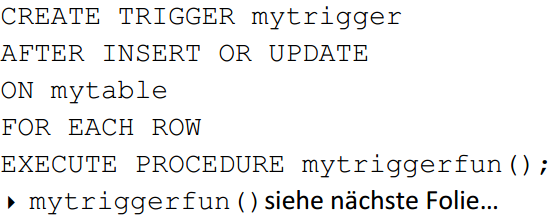 CREATE TRIGGER mytrigger
AFTER INSERT OR UPDATE
ON mytable
FOR EACH ROW
EXECUTE PROCEDURE mytriggerfun();
▸ mytriggerfun() siehe nächste Folie…